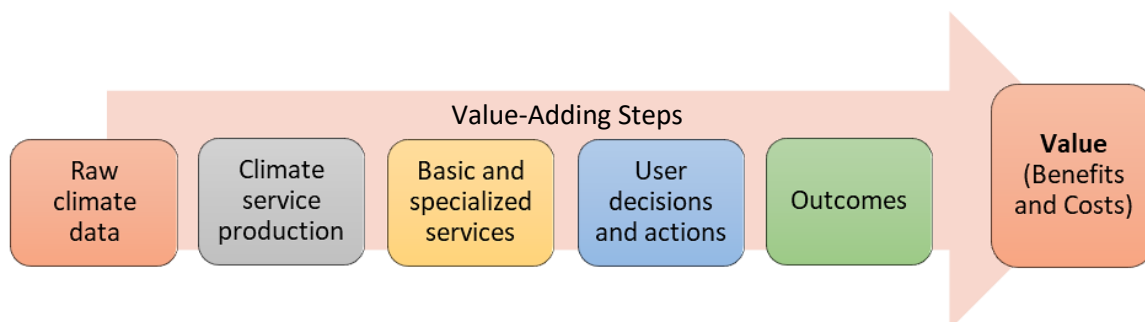 Value-Adding Steps
Raw
climate
data
Climate
service
production
Basic and
specialized
services
User
decisions
and actions
Outcomes
Value
(Benefits
and Costs)